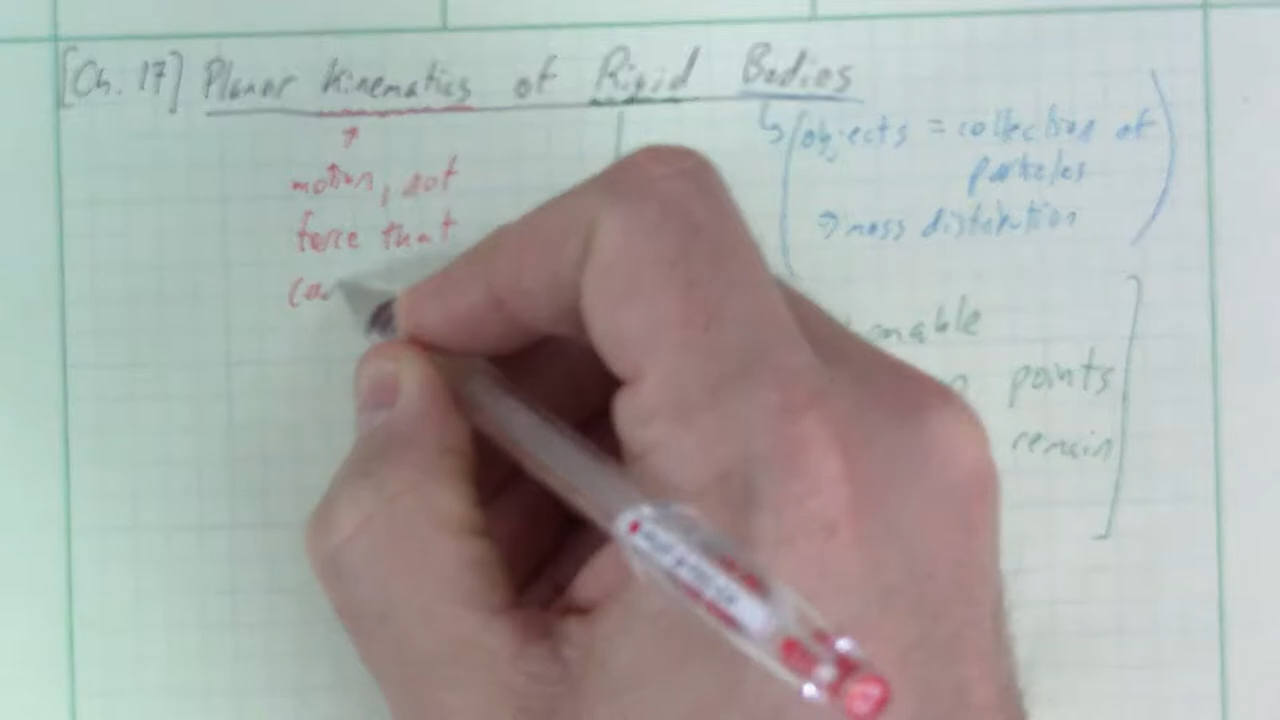 [Ch. 17] Planar Kinematics of Rigid Bodies
motion, not
force that
objects = collection of
particles
⇒ mass distribution
points
remain